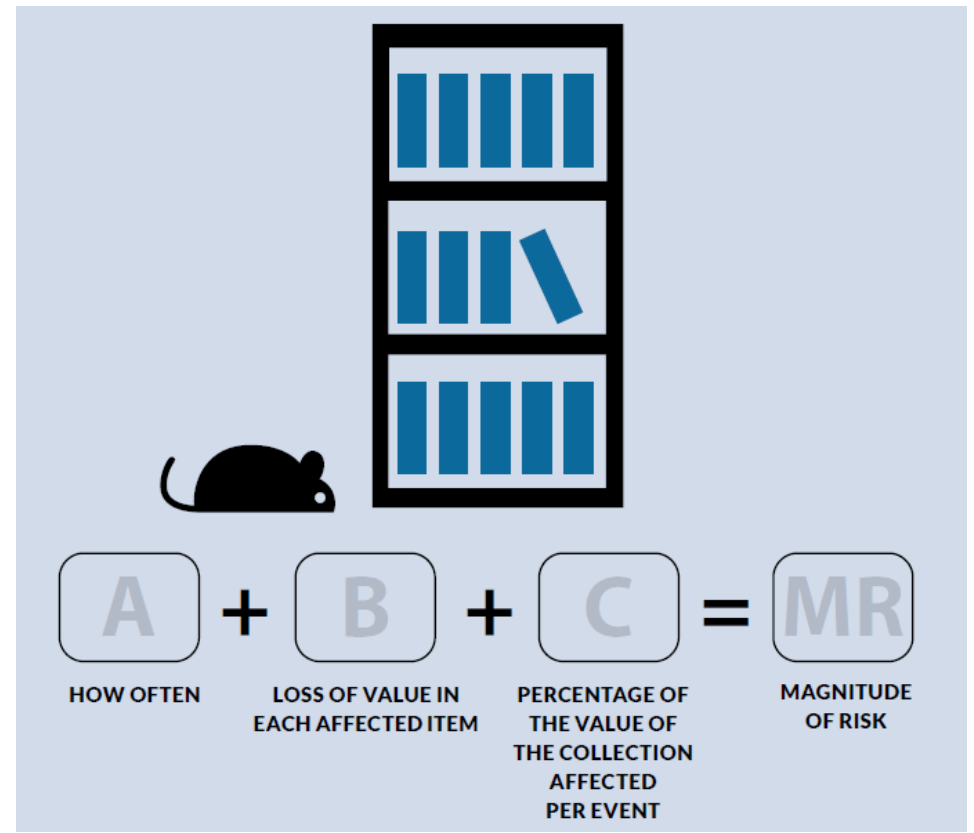 A + B + C = MR
HOW OFTEN
LOSS OF VALUE IN
EACH AFFECTED ITEM
PERCENTAGE OF
THE VALUE OF
THE COLLECTION
AFFECTED
PER EVENT
MAGNITUDE
OF RISK